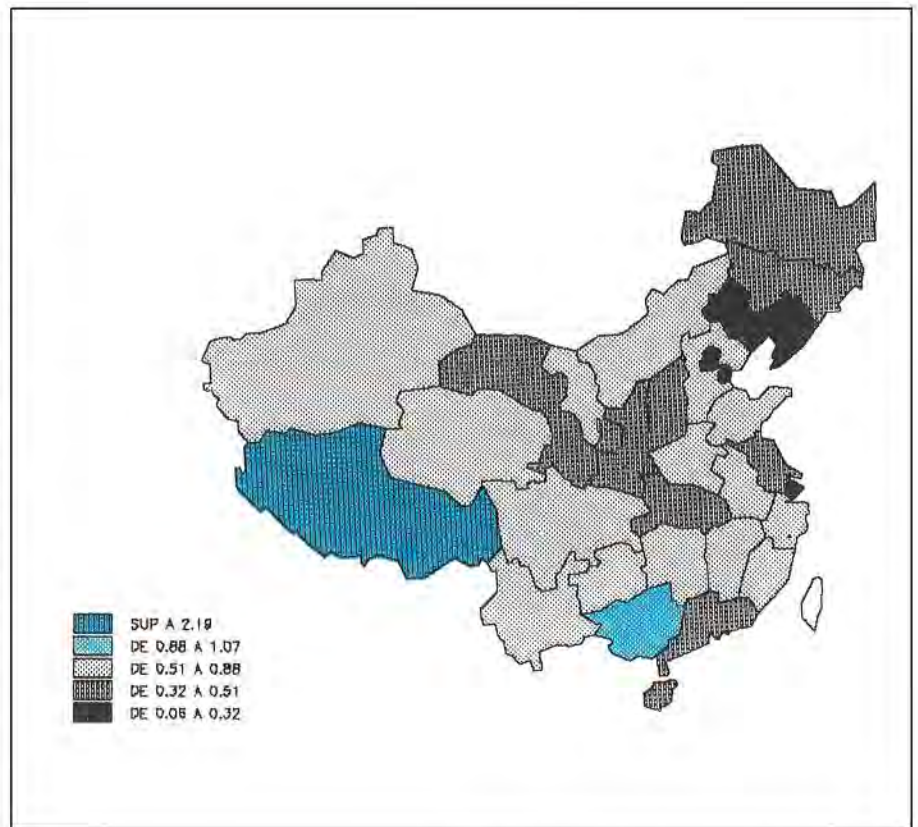 SUP A 2.19
DE 0.88 A 1.07
DE 0.51 A 0.88
DE 0.32 A 0.51
DE 0.06 A 0.32